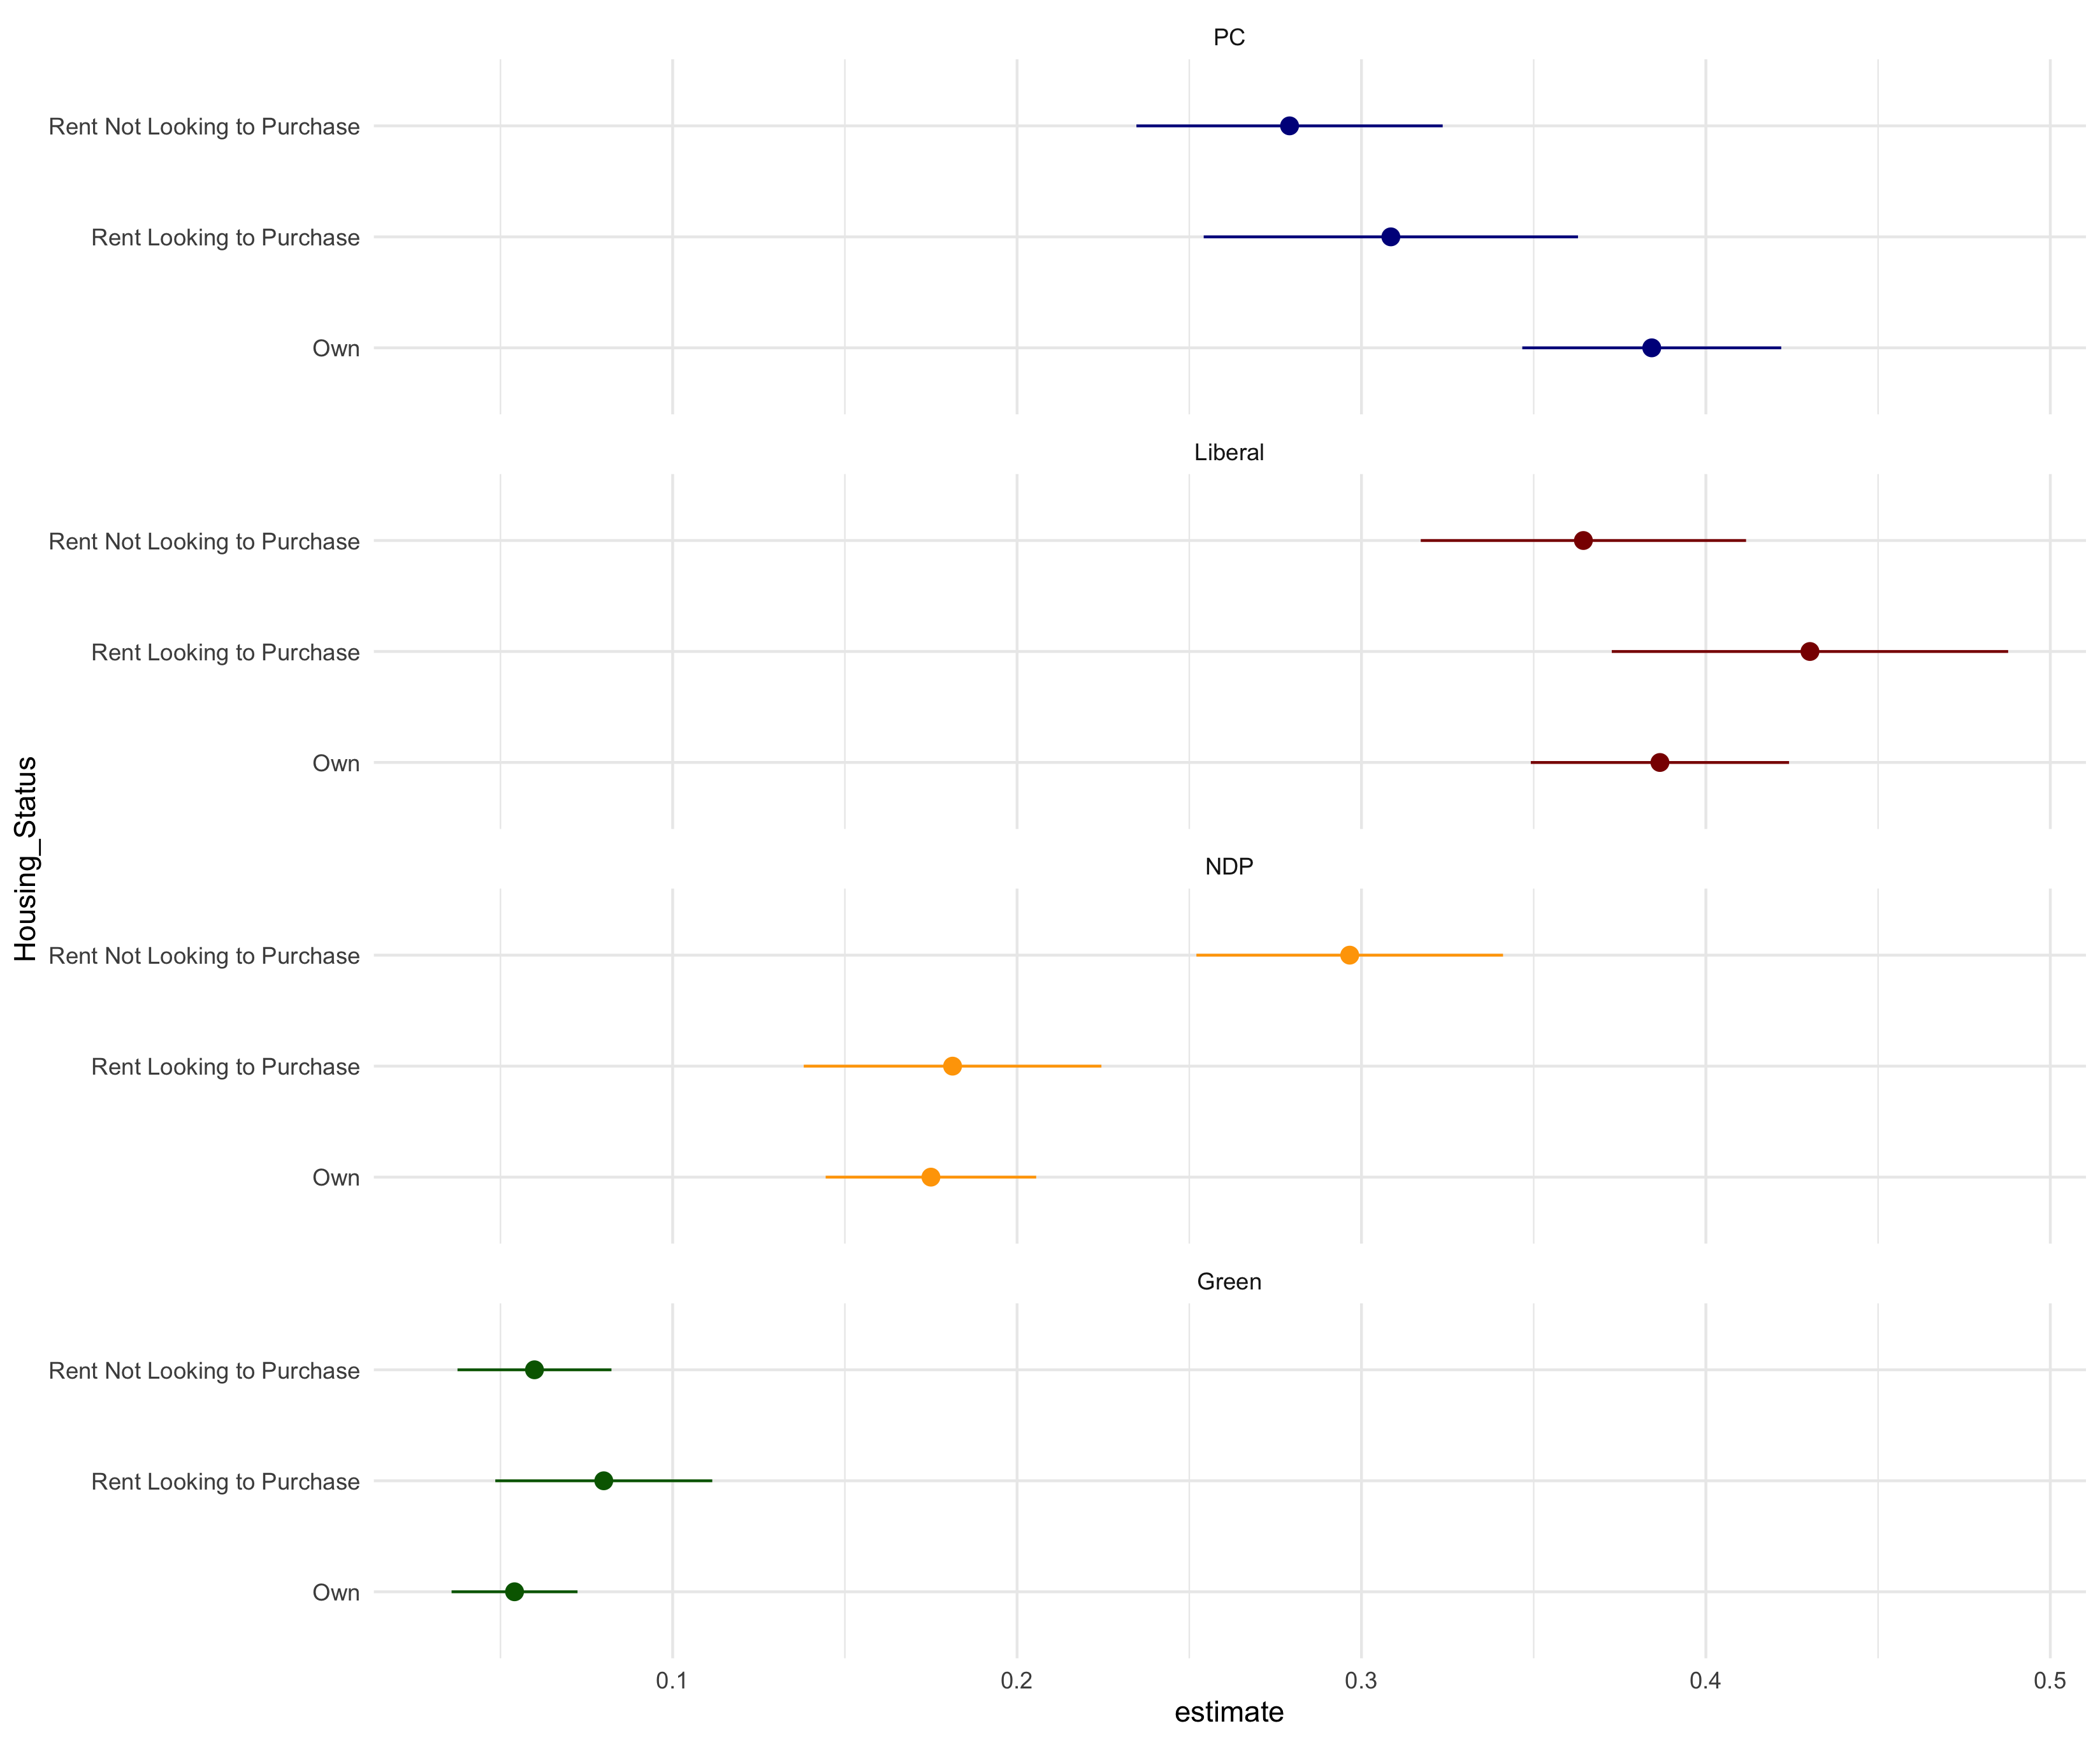 PC
Rent Not Looking to Purchase
Rent Looking to Purchase
Own
Liberal
Rent Not Looking to Purchase
Rent Looking to Purchase
Own
Housing_Status
NDP
Rent Not Looking to Purchase
Rent Looking to Purchase
Own
Green
Rent Not Looking to Purchase
Rent Looking to Purchase
Own
0.1 0.2 0.3 0.4 0.5
estimate